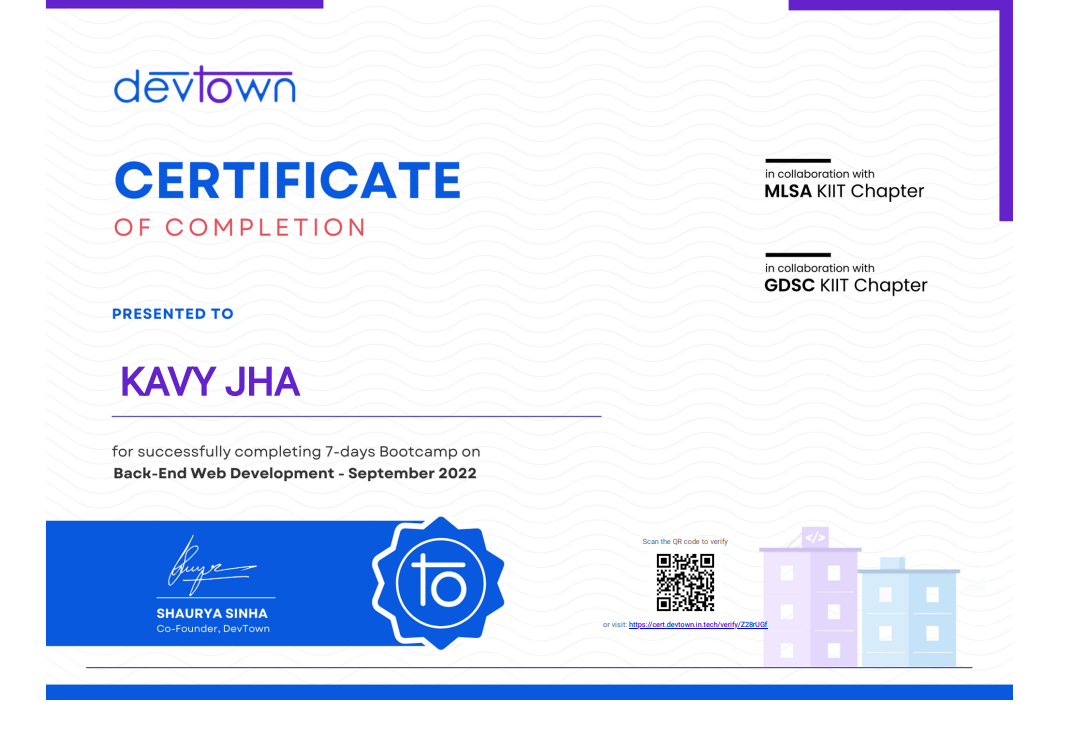 devtown
CERTIFICATE
OF COMPLETION
in collaboration with
MLSA KIIT Chapter
in collaboration with
GDSC KIIT Chapter
PRESENTED TO
KAVY JHA
for successfully completing 7-days Bootcamp on
Back-End Web Development - September 2022
SHAURYA SINHA
Co-Founder, DevTown
to
Scan the QR code to verify
or visit: https://cert.devtown.in.tech/verify/Z28rUGf
</>